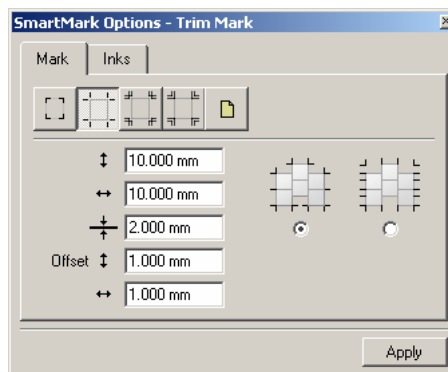 SmartMark Options - Trim Mark
Mark
Inks
10.000 mm
10.000 mm
2.000 mm
Offset
1.000 mm
1.000 mm
Apply